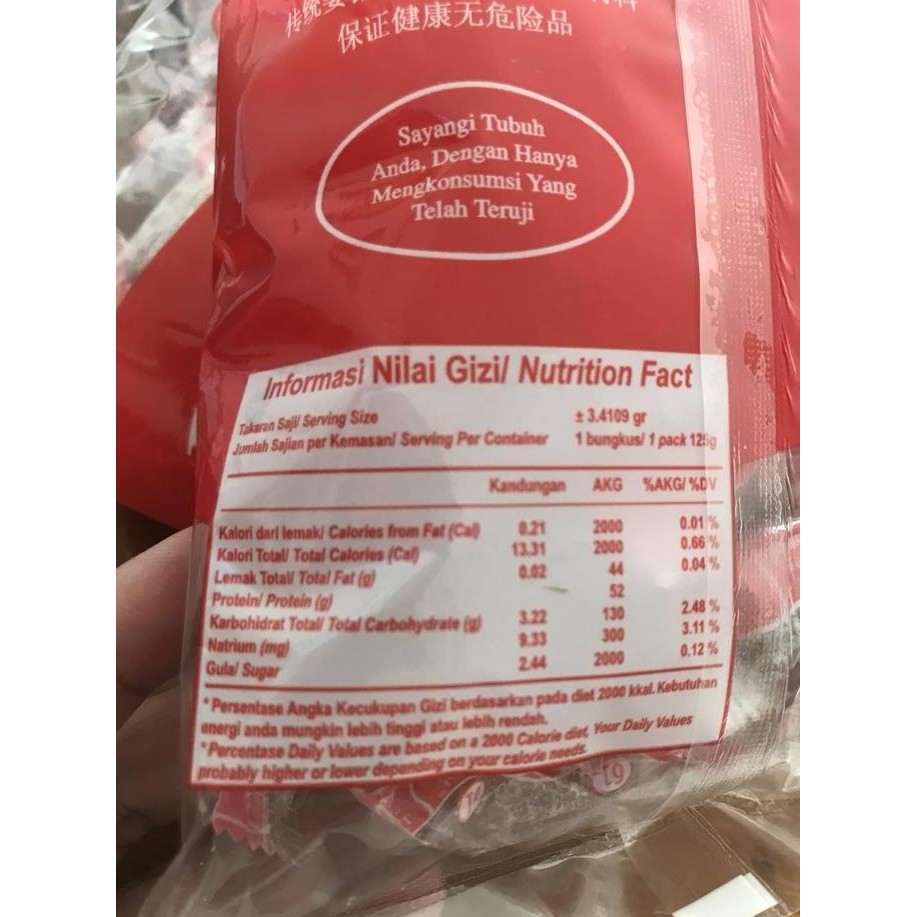 传统
保证健康无危险品
Sayangi Tubuh
Anda, Dengan Hanya
Mengkonsumsi Yang
Telah Teruji
Informasi Nilai Gizi/ Nutrition Fact
Takaran Saji/ Serving Size ± 3.4109 gr
Jumlah Sajian per Kemasan/ Serving Per Container 1 bungkus/ 1 pack 125g
Kandungan AKG %AKG/ %DV
Kalori dari lemak/ Calories from Fat (Cal) 0.21 2000 0.01 %
Kalori Total/ Total Calories (Cal) 13.31 2000 0.66 %
Lemak Total/ Total Fat (g) 0.02 44 0.04 %
Protein/ Protein (g) 52
Karbohidrat Total/ Total Carbohydrate (g) 3.22 130 2.48 %
Natrium (mg) 9.33 300 3.11 %
Gula/ Sugar 2.44 2000 0.12 %
*Persentase Angka Kecukupan Gizi berdasarkan pada diet 2000 kkal. Kebutuhan
energi anda mungkin lebih tinggi atau lebih rendah.
*Percentase Daily Values are based on a 2000 Calorie diet, Your Daily Values
probably higher or lower depending on your calorie needs.